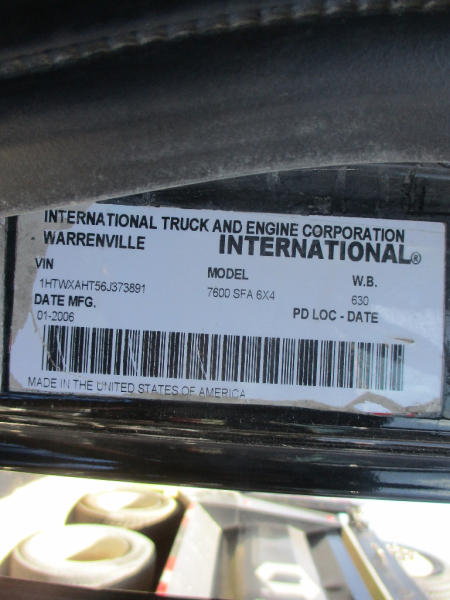 INTERNATIONAL TRUCK AND ENGINE CORPORATION
WARRENVILLE INTERNATIONAL®
VIN MODEL W.B.
1HTWXAHT56J373891 7600 SFA 6X4 630
DATE MFG. PD LOC - DATE
01-2006
MADE IN THE UNITED STATES OF AMERICA